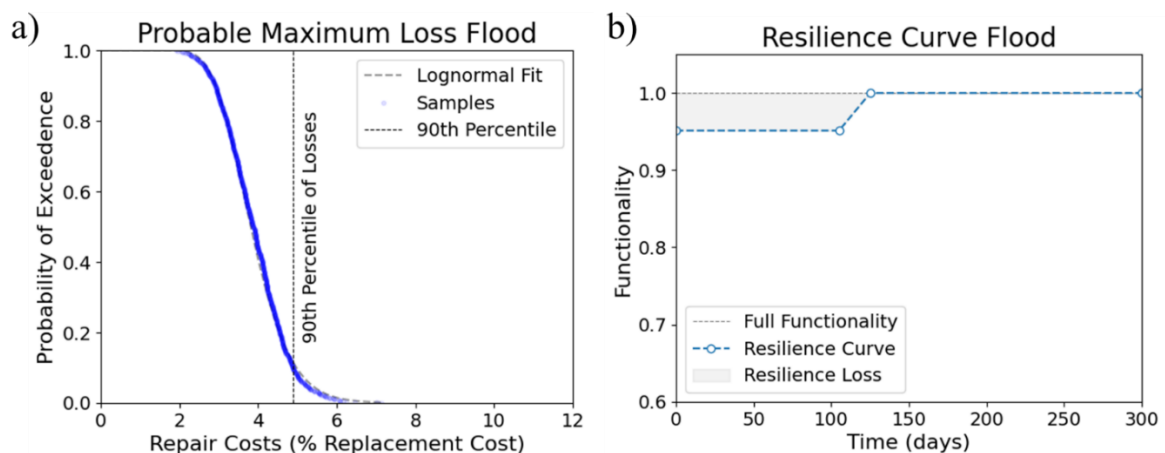 a)
Probable Maximum Loss Flood
1.0
0.8
0.6
0.4
0.2
0.0
Probability of Exceedence
Lognormal Fit
Samples
90th Percentile
90th Percentile of Losses
0 2 4 6 8 10 12
Repair Costs (% Replacement Cost)
b)
Resilience Curve Flood
1.0
0.9
0.8
0.7
0.6
Functionality
Full Functionality
Resilience Curve
Resilience Loss
0 50 100 150 200 250 300
Time (days)